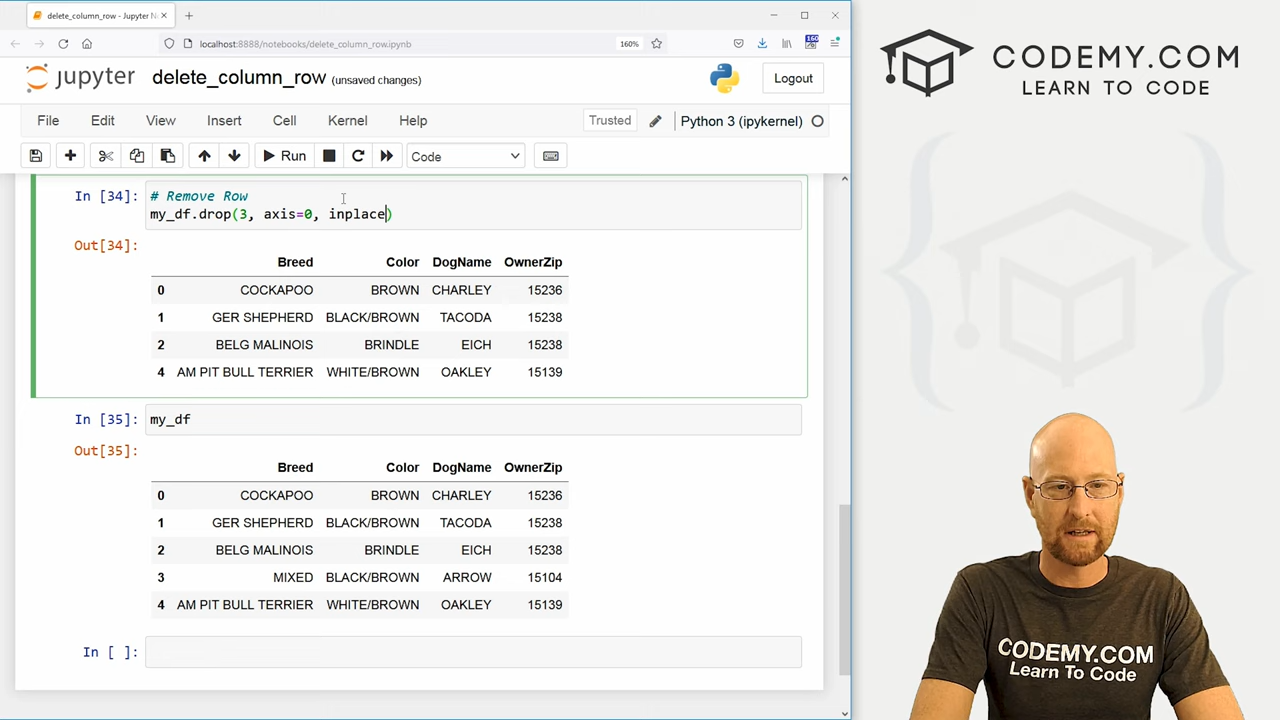 delete_column_row - Jupyter N
localhost:8888/notebooks/delete_column_row.ipynb
160%
160
jupyter delete_column_row (unsaved changes)
Logout
File Edit View Insert Cell Kernel Help
Trusted
Python 3 (ipykernel)
Run
Code
In [34]:
# Remove Row
my_df.drop(3, axis=0, inplace)
Out[34]:
Breed Color DogName OwnerZip
0 COCKAPOO BROWN CHARLEY 15236
1 GER SHEPHERD BLACK/BROWN TACODA 15238
2 BELG MALINOIS BRINDLE EICH 15238
4 AM PIT BULL TERRIER WHITE/BROWN OAKLEY 15139
In [35]: my_df
Out[35]:
Breed Color DogName OwnerZip
0 COCKAPOO BROWN CHARLEY 15236
1 GER SHEPHERD BLACK/BROWN TACODA 15238
2 BELG MALINOIS BRINDLE EICH 15238
3 MIXED BLACK/BROWN ARROW 15104
4 AM PIT BULL TERRIER WHITE/BROWN OAKLEY 15139
In [ ]:
CODEMY.COM
LEARN TO CODE
CODEMY.COM
Learn To Code